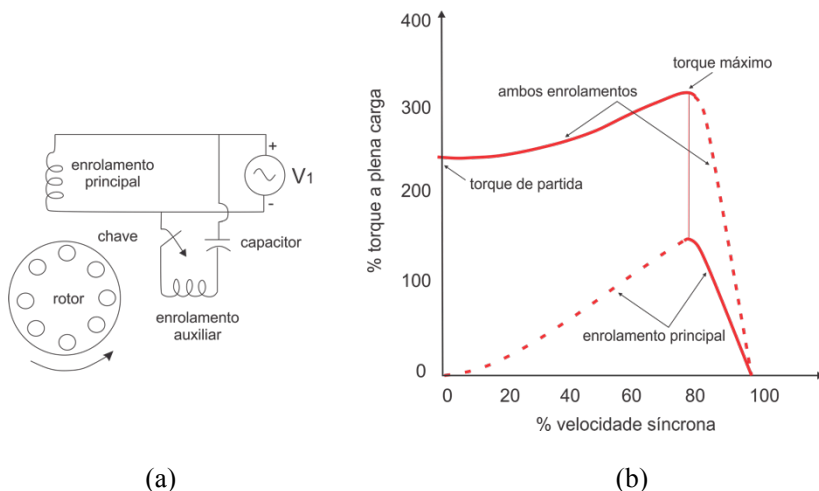 enrolamento
principal
+
V1
-
chave
capacitor
rotor
enrolamento
auxiliar
(a)
% torque a plena carga
400
300
200
100
0
torque máximo
ambos enrolamentos
torque de partida
enrolamento principal
0 20 40 60 80 100
% velocidade síncrona
(b)